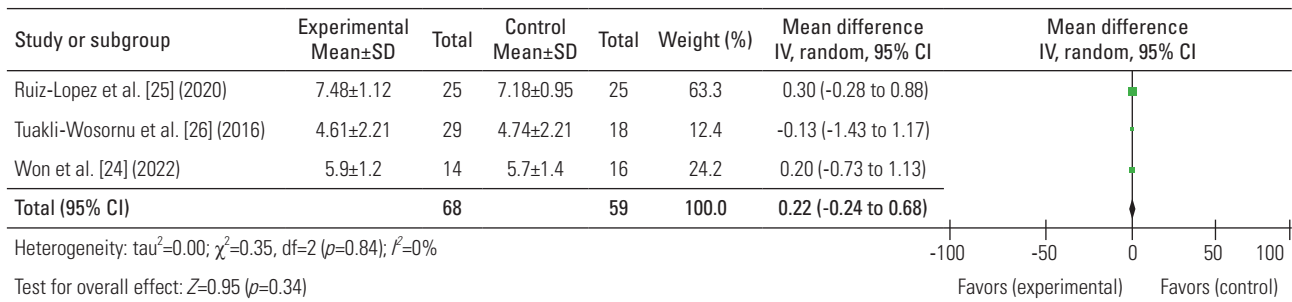 Study or subgroup Experimental Mean±SD Total Control Mean±SD Total Weight (%) Mean difference IV, random, 95% CI Mean difference IV, random, 95% CI
Ruiz-Lopez et al. [25] (2020) 7.48±1.12 25 7.18±0.95 25 63.3 0.30 (-0.28 to 0.88)
Tuakli-Wosornu et al. [26] (2016) 4.61±2.21 29 4.74±2.21 18 12.4 -0.13 (-1.43 to 1.17)
Won et al. [24] (2022) 5.9±1.2 14 5.7±1.4 16 24.2 0.20 (-0.73 to 1.13)
Total (95% CI) 68 59 100.0 0.22 (-0.24 to 0.68)
Heterogeneity: tau²=0.00; χ²=0.35, df=2 (p=0.84); I²=0%
-100 -50 0 50 100
Test for overall effect: Z=0.95 (p=0.34) Favors (experimental) Favors (control)